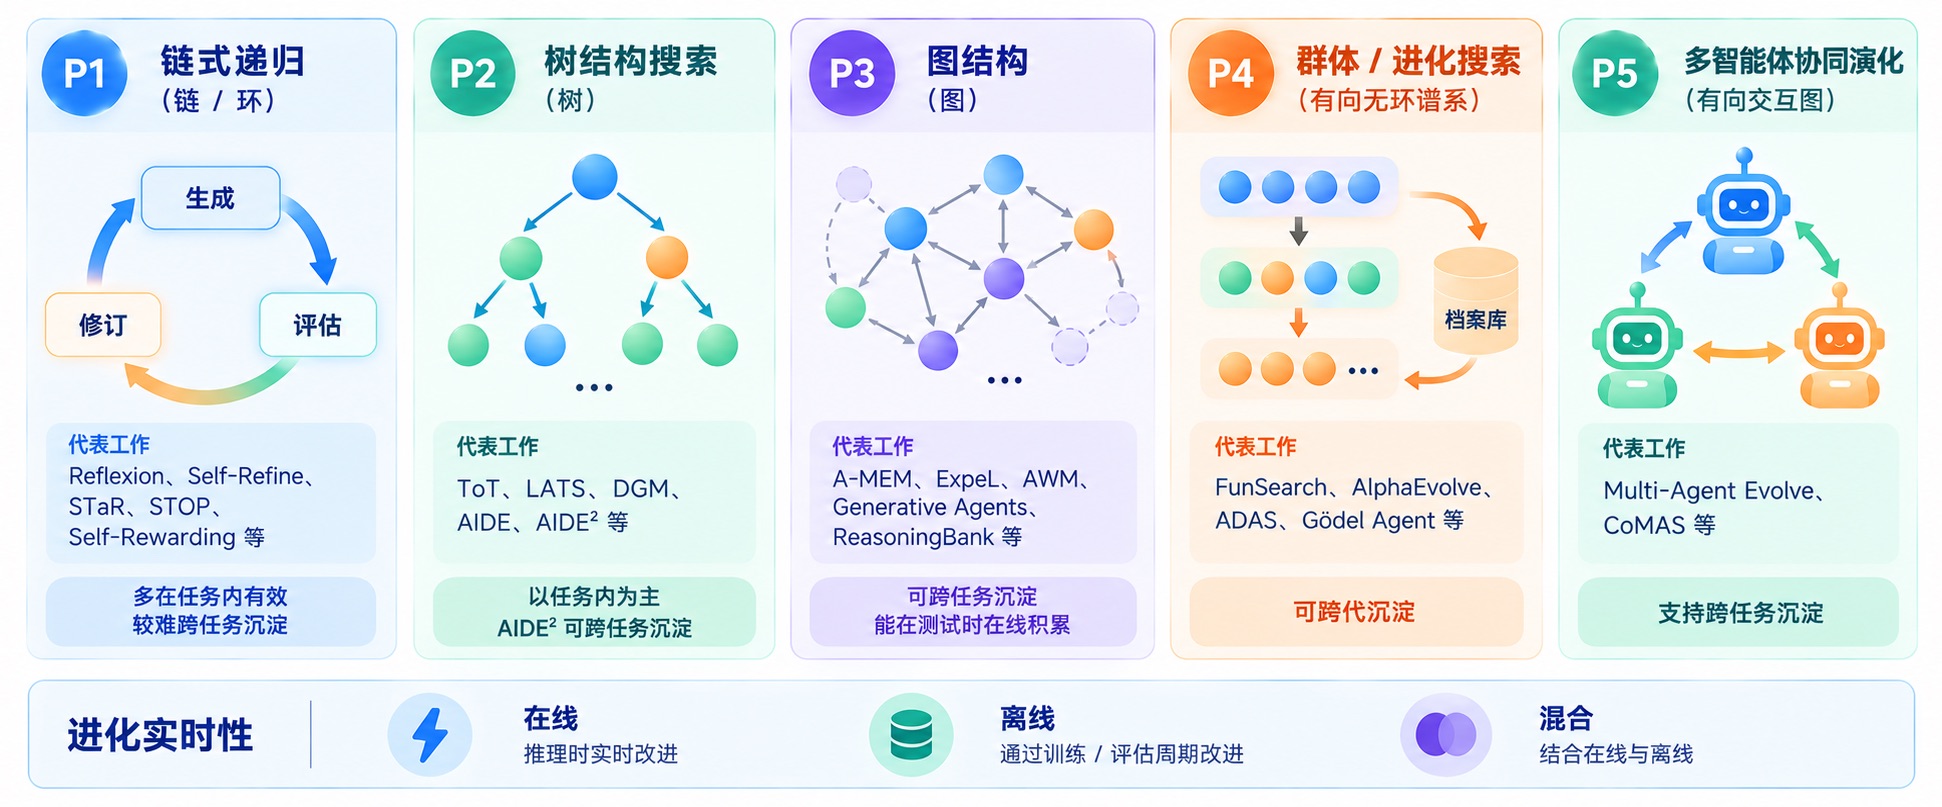 P1
链式递归
（链 / 环）
生成
修订
评估
代表工作
Reflexion、Self-Refine、
STaR、STOP、
Self-Rewarding 等
多在任务内有效
较难跨任务沉淀
P2
树结构搜索
（树）
...
代表工作
ToT、LATS、DGM、
AIDE、AIDE² 等
以任务内为主
AIDE² 可跨任务沉淀
P3
图结构
（图）
...
代表工作
A-MEM、ExpeL、AWM、
Generative Agents、
ReasoningBank 等
可跨任务沉淀
能在测试时在线积累
P4
群体 / 进化搜索
（有向无环谱系）
档案库
...
代表工作
FunSearch、AlphaEvolve、
ADAS、Gödel Agent 等
可跨代沉淀
P5
多智能体协同演化
（有向交互图）
代表工作
Multi-Agent Evolve、
CoMAS 等
支持跨任务沉淀
进化实时性
在线
推理时实时改进
离线
通过训练 / 评估周期改进
混合
结合在线与离线